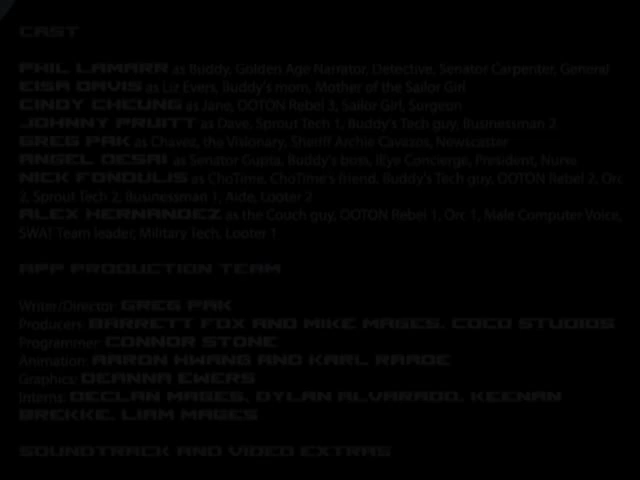 CAST
PHIL LAMARR as Buddy, Golden Age Narrator, Detective, Senator Carpenter, General
EISA DAVIS as Liz Evers, Buddy's mom, Mother of the Sailor Girl
CINDY CHEUNG as Jane, OOTON Rebel 3, Sailor Girl, Surgeon
JOHNNY PRUITT as Dave, Sprout Tech 1, Buddy's Tech guy, Businessman 2
GREG PAK as Chavez, the Visionary, Sheriff Archie Cavazos, Newscaster
ANGEL DESAI as Senator Gupta, Buddy's boss, iEye Concierge, President, Nurse
NICK FONDULIS as ChoTime, ChoTime's friend, Buddy's Tech guy, OOTON Rebel 2, Orc
2, Sprout Tech 2, Businessman 1, Aide, Looter 2
ALEX HERNANDEZ as the Couch guy, OOTON Rebel 1, Orc 1, Male Computer Voice,
SWAT Team leader, Military Tech, Looter 1
APP PRODUCTION TEAM
Writer/Director: GREG PAK
Producers: BARRETT FOX AND MIKE MAGES, COCO STUDIOS
Programmer: CONNOR STONE
Animation: AARON HWANG AND KARL RAADE
Graphics: DEANNA EWERS
Interns: DECLAN MAGES, DYLAN ALVARADO, KEENAN
BREKKE, LIAM MAGES
SOUNDTRACK AND VIDEO EXTRAS